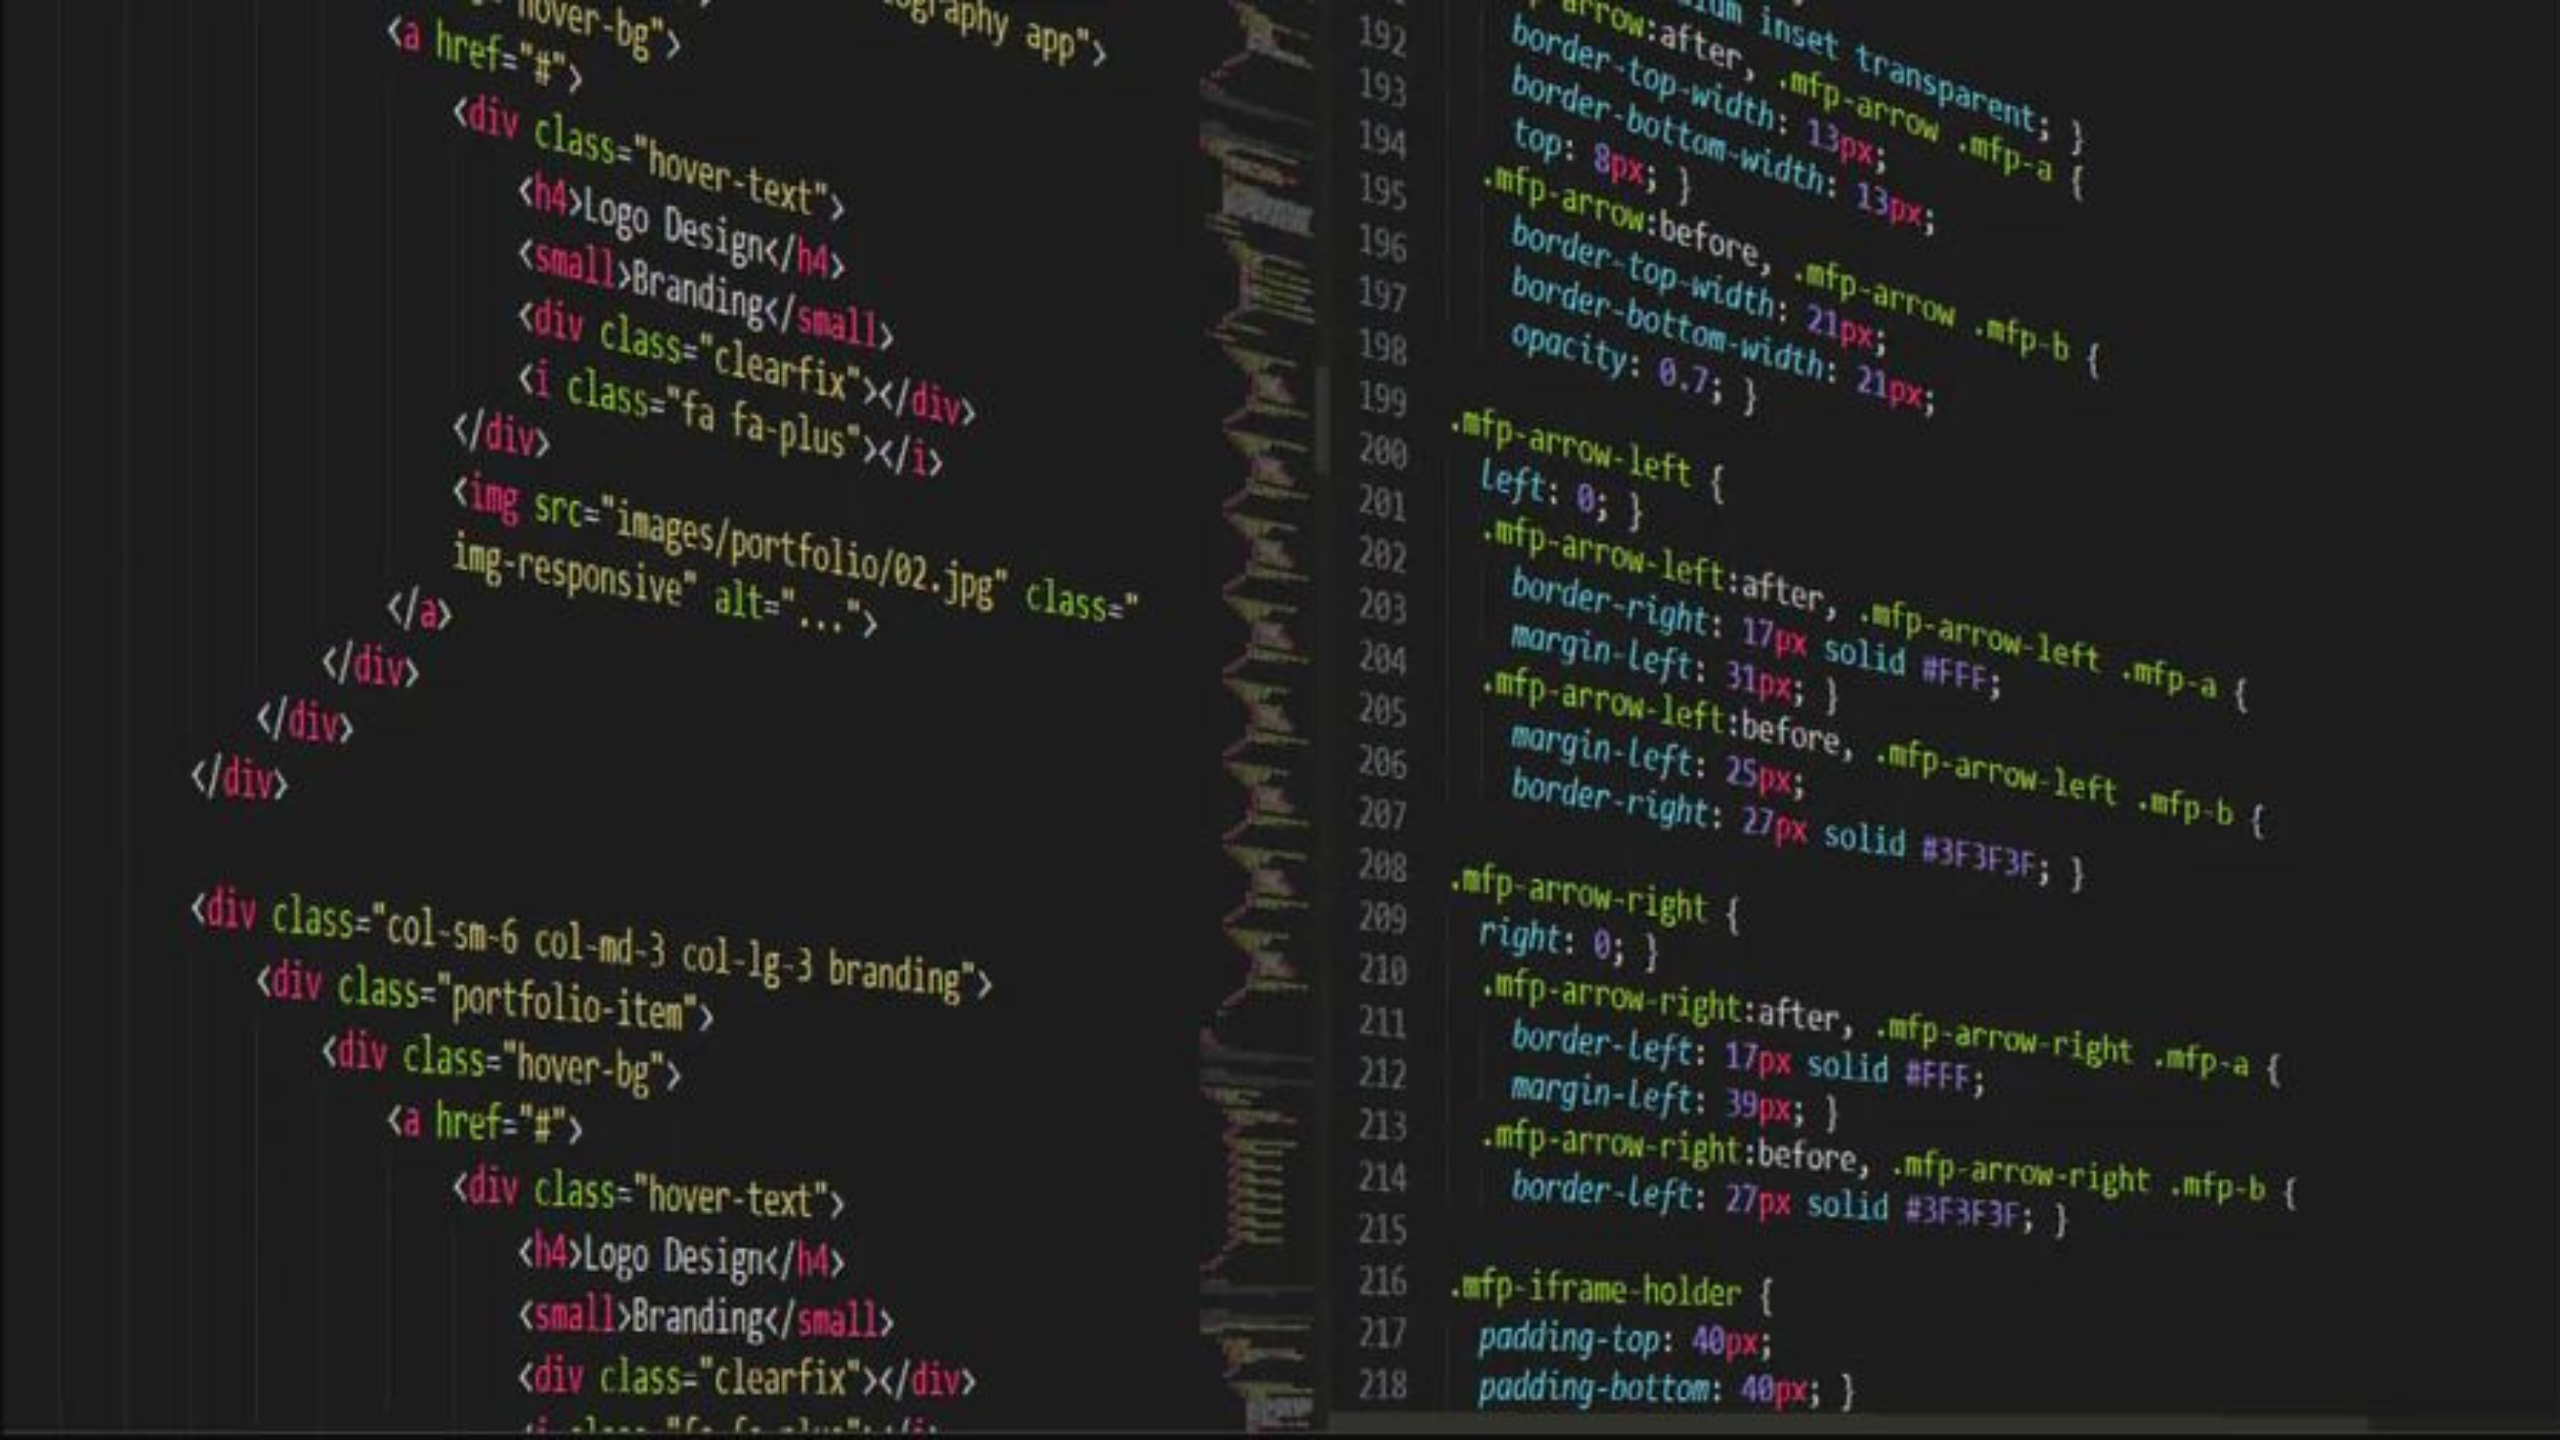 hover-bg">
ography app">
<a href="#">
<div class="hover-text">
<h4>Logo Design</h4>
<small>Branding</small>
<div class="clearfix"></div>
<i class="fa fa-plus"></i>
</div>
<img src="images/portfolio/02.jpg" class="
img-responsive" alt="...">
</a>
</div>
</div>
</div>
<div class="col-sm-6 col-md-3 col-lg-3 branding">
<div class="portfolio-item">
<div class="hover-bg">
<a href="#">
<div class="hover-text">
<h4>Logo Design</h4>
<small>Branding</small>
<div class="clearfix"></div>
<i class="fa fa-plus"></i>
inset transparent; }
192 arrow:after, .mfp-arrow .mfp-a {
193 border-top-width: 13px;
194 border-bottom-width: 13px;
195 top: 8px; }
196 .mfp-arrow:before, .mfp-arrow .mfp-b {
197 border-top-width: 21px;
198 border-bottom-width: 21px;
199 opacity: 0.7; }
200 .mfp-arrow-left {
201 left: 0; }
202 .mfp-arrow-left:after, .mfp-arrow-left .mfp-a {
203 border-right: 17px solid #FFF;
204 margin-left: 31px; }
205 .mfp-arrow-left:before, .mfp-arrow-left .mfp-b {
206 margin-left: 25px;
207 border-right: 27px solid #3F3F3F; }
208
209 .mfp-arrow-right {
210 right: 0; }
211 .mfp-arrow-right:after, .mfp-arrow-right .mfp-a {
212 border-left: 17px solid #FFF;
213 margin-left: 39px; }
214 .mfp-arrow-right:before, .mfp-arrow-right .mfp-b {
215 border-left: 27px solid #3F3F3F; }
216 .mfp-iframe-holder {
217 padding-top: 40px;
218 padding-bottom: 40px; }